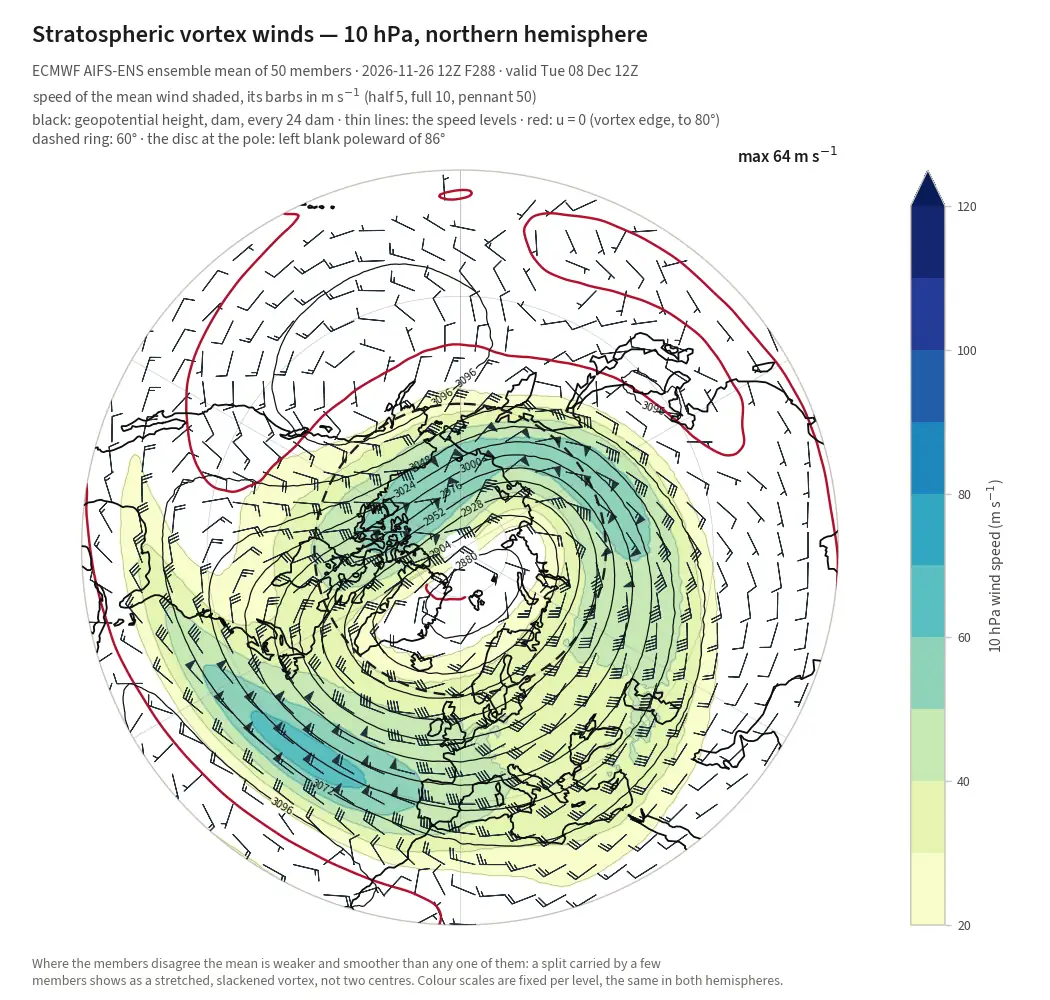 Stratospheric vortex winds — 10 hPa, northern hemisphere
ECMWF AIFS-ENS ensemble mean of 50 members · 2026-11-26 12Z F288 · valid Tue 08 Dec 12Z
speed of the mean wind shaded, its barbs in m s⁻¹ (half 5, full 10, pennant 50)
black: geopotential height, dam, every 24 dam · thin lines: the speed levels · red: u = 0 (vortex edge, to 80°)
dashed ring: 60° · the disc at the pole: left blank poleward of 86°
max 64 m s⁻¹
120
100
80
60
40
20
10 hPa wind speed (m s⁻¹)
3096
3096
3048
3000
3024
2976
2952
2928
2904
2880
3072
3096
Where the members disagree the mean is weaker and smoother than any one of them: a split carried by a few
members shows as a stretched, slackened vortex, not two centres. Colour scales are fixed per level, the same in both hemispheres.